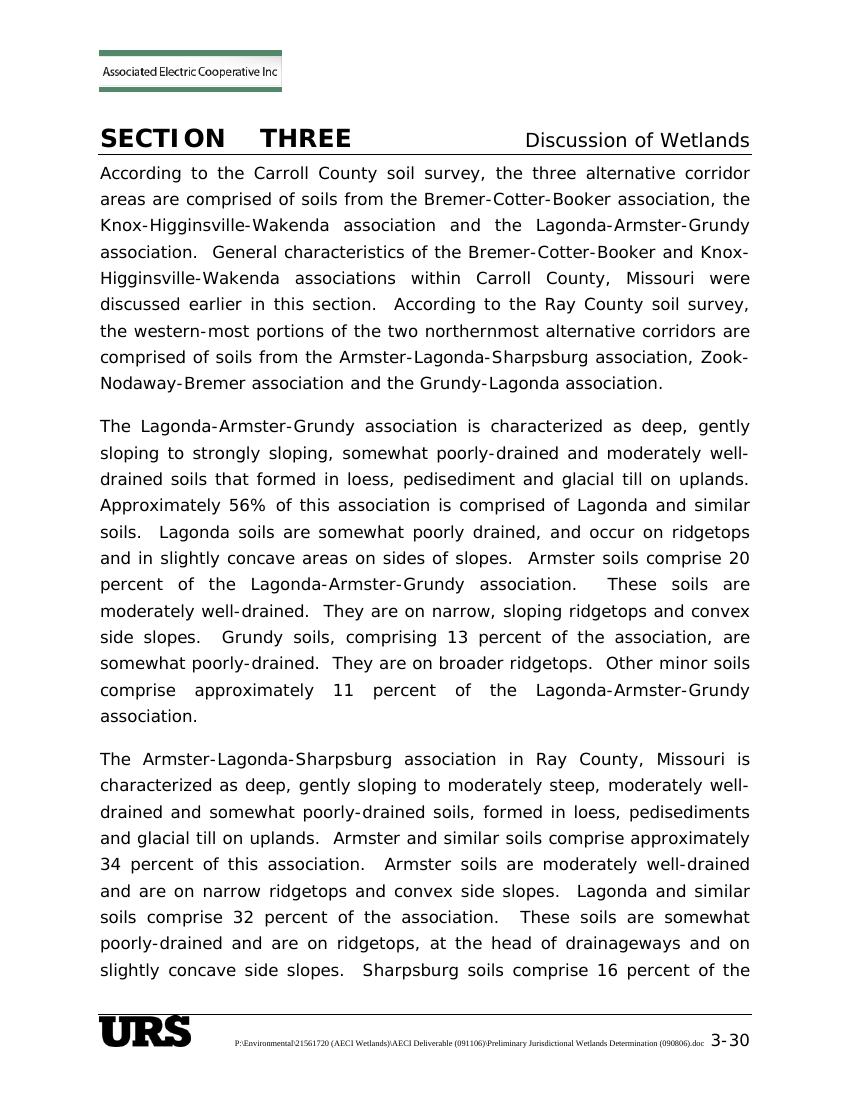 Associated Electric Cooperative Inc
SECTION THREE Discussion of Wetlands
According to the Carroll County soil survey, the three alternative corridor
areas are comprised of soils from the Bremer-Cotter-Booker association, the
Knox-Higginsville-Wakenda association and the Lagonda-Armster-Grundy
association. General characteristics of the Bremer-Cotter-Booker and Knox-
Higginsville-Wakenda associations within Carroll County, Missouri were
discussed earlier in this section. According to the Ray County soil survey,
the western-most portions of the two northernmost alternative corridors are
comprised of soils from the Armster-Lagonda-Sharpsburg association, Zook-
Nodaway-Bremer association and the Grundy-Lagonda association.
The Lagonda-Armster-Grundy association is characterized as deep, gently
sloping to strongly sloping, somewhat poorly-drained and moderately well-
drained soils that formed in loess, pedisediment and glacial till on uplands.
Approximately 56% of this association is comprised of Lagonda and similar
soils. Lagonda soils are somewhat poorly drained, and occur on ridgetops
and in slightly concave areas on sides of slopes. Armster soils comprise 20
percent of the Lagonda-Armster-Grundy association. These soils are
moderately well-drained. They are on narrow, sloping ridgetops and convex
side slopes. Grundy soils, comprising 13 percent of the association, are
somewhat poorly-drained. They are on broader ridgetops. Other minor soils
comprise approximately 11 percent of the Lagonda-Armster-Grundy
association.
The Armster-Lagonda-Sharpsburg association in Ray County, Missouri is
characterized as deep, gently sloping to moderately steep, moderately well-
drained and somewhat poorly-drained soils, formed in loess, pedisediments
and glacial till on uplands. Armster and similar soils comprise approximately
34 percent of this association. Armster soils are moderately well-drained
and are on narrow ridgetops and convex side slopes. Lagonda and similar
soils comprise 32 percent of the association. These soils are somewhat
poorly-drained and are on ridgetops, at the head of drainageways and on
slightly concave side slopes. Sharpsburg soils comprise 16 percent of the
URS P:\Environmental\21561720 (AECI Wetlands)\AECI Deliverable (091106)\Preliminary Jurisdictional Wetlands Determination (090806).doc 3-30